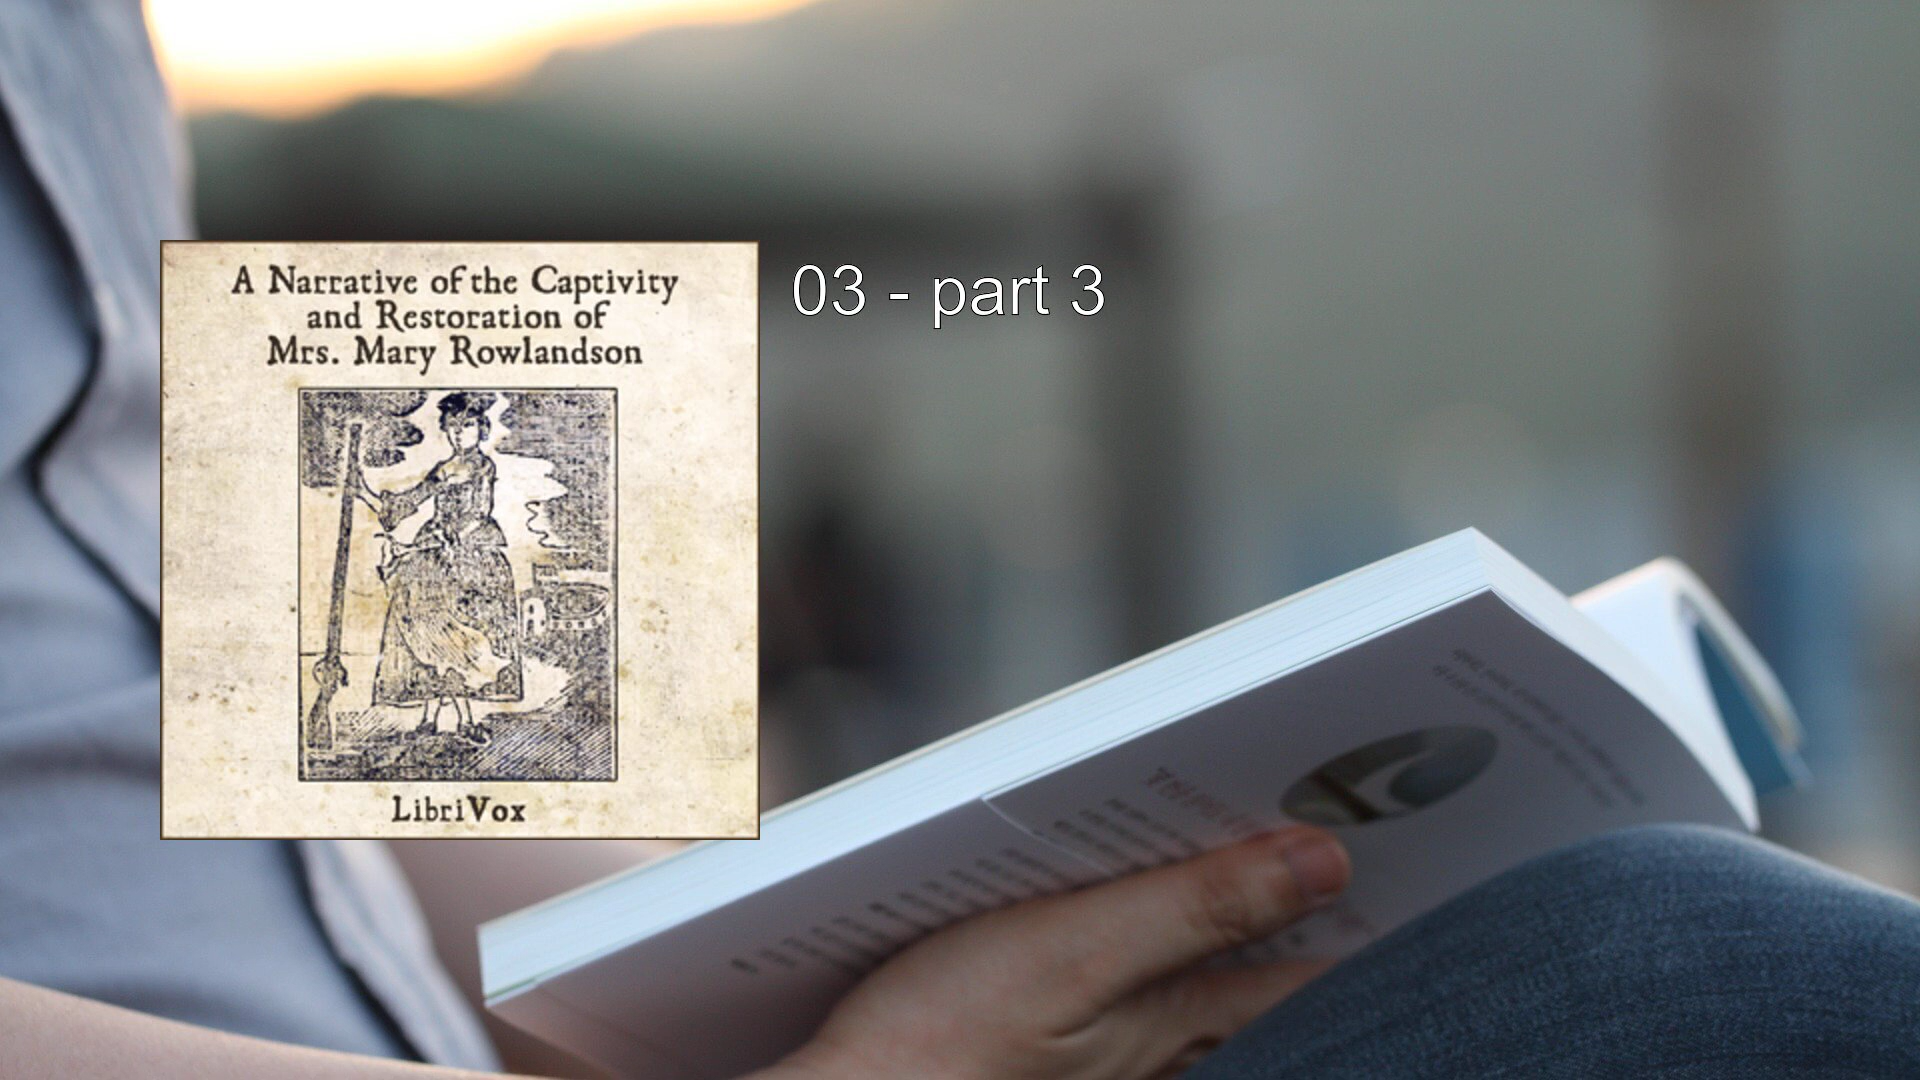 A Narrative of the Captivity
and Restoration of
Mrs. Mary Rowlandson
LibriVox
03 - part 3